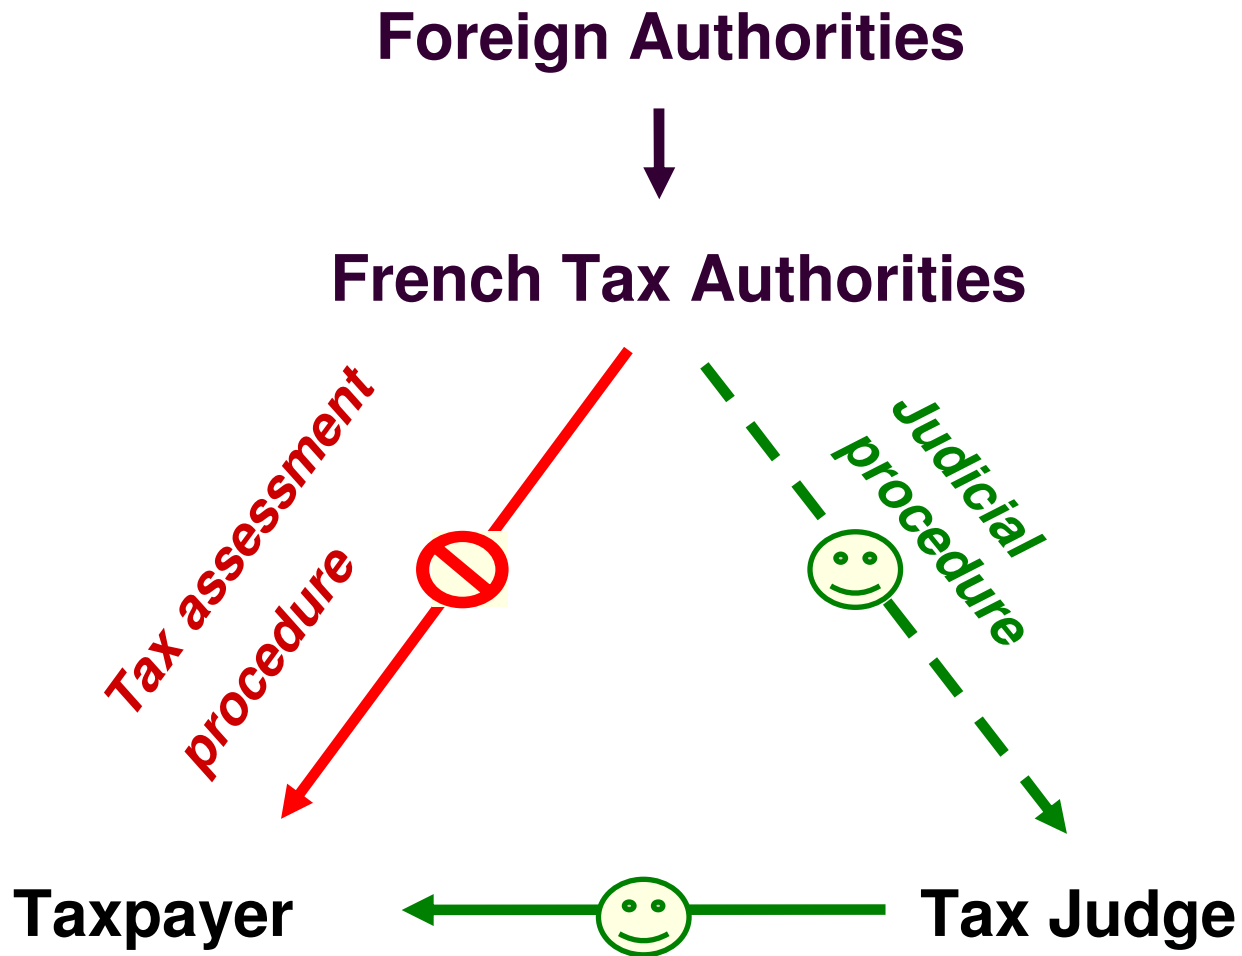 Foreign Authorities
French Tax Authorities
Tax assessment
procedure
Judicial
procedure
Taxpayer
Tax Judge